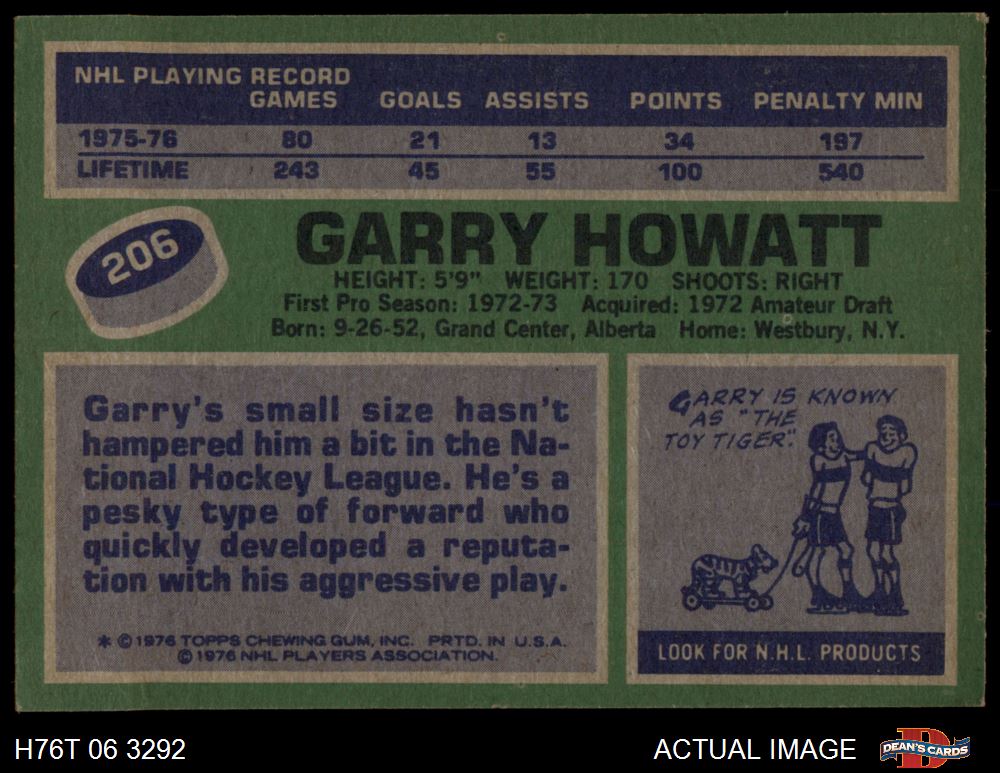 NHL PLAYING RECORD
GAMES GOALS ASSISTS POINTS PENALTY MIN
1975-76 80 21 13 34 197
LIFETIME 243 45 55 100 540
206
GARRY HOWATT
HEIGHT: 5'9" WEIGHT: 170 SHOOTS: RIGHT
First Pro Season: 1972-73 Acquired: 1972 Amateur Draft
Born: 9-26-52, Grand Center, Alberta Home: Westbury, N.Y.
Garry's small size hasn't
hampered him a bit in the Na-
tional Hockey League. He's a
pesky type of forward who
quickly developed a reputa-
tion with his aggressive play.
* © 1976 TOPPS CHEWING GUM, INC. PRTD. IN U.S.A.
© 1976 NHL PLAYERS ASSOCIATION.
GARRY IS KNOWN
AS "THE
TOY TIGER".
LOOK FOR N.H.L. PRODUCTS
H76T 06 3292
ACTUAL IMAGE
DEAN'S CARDS